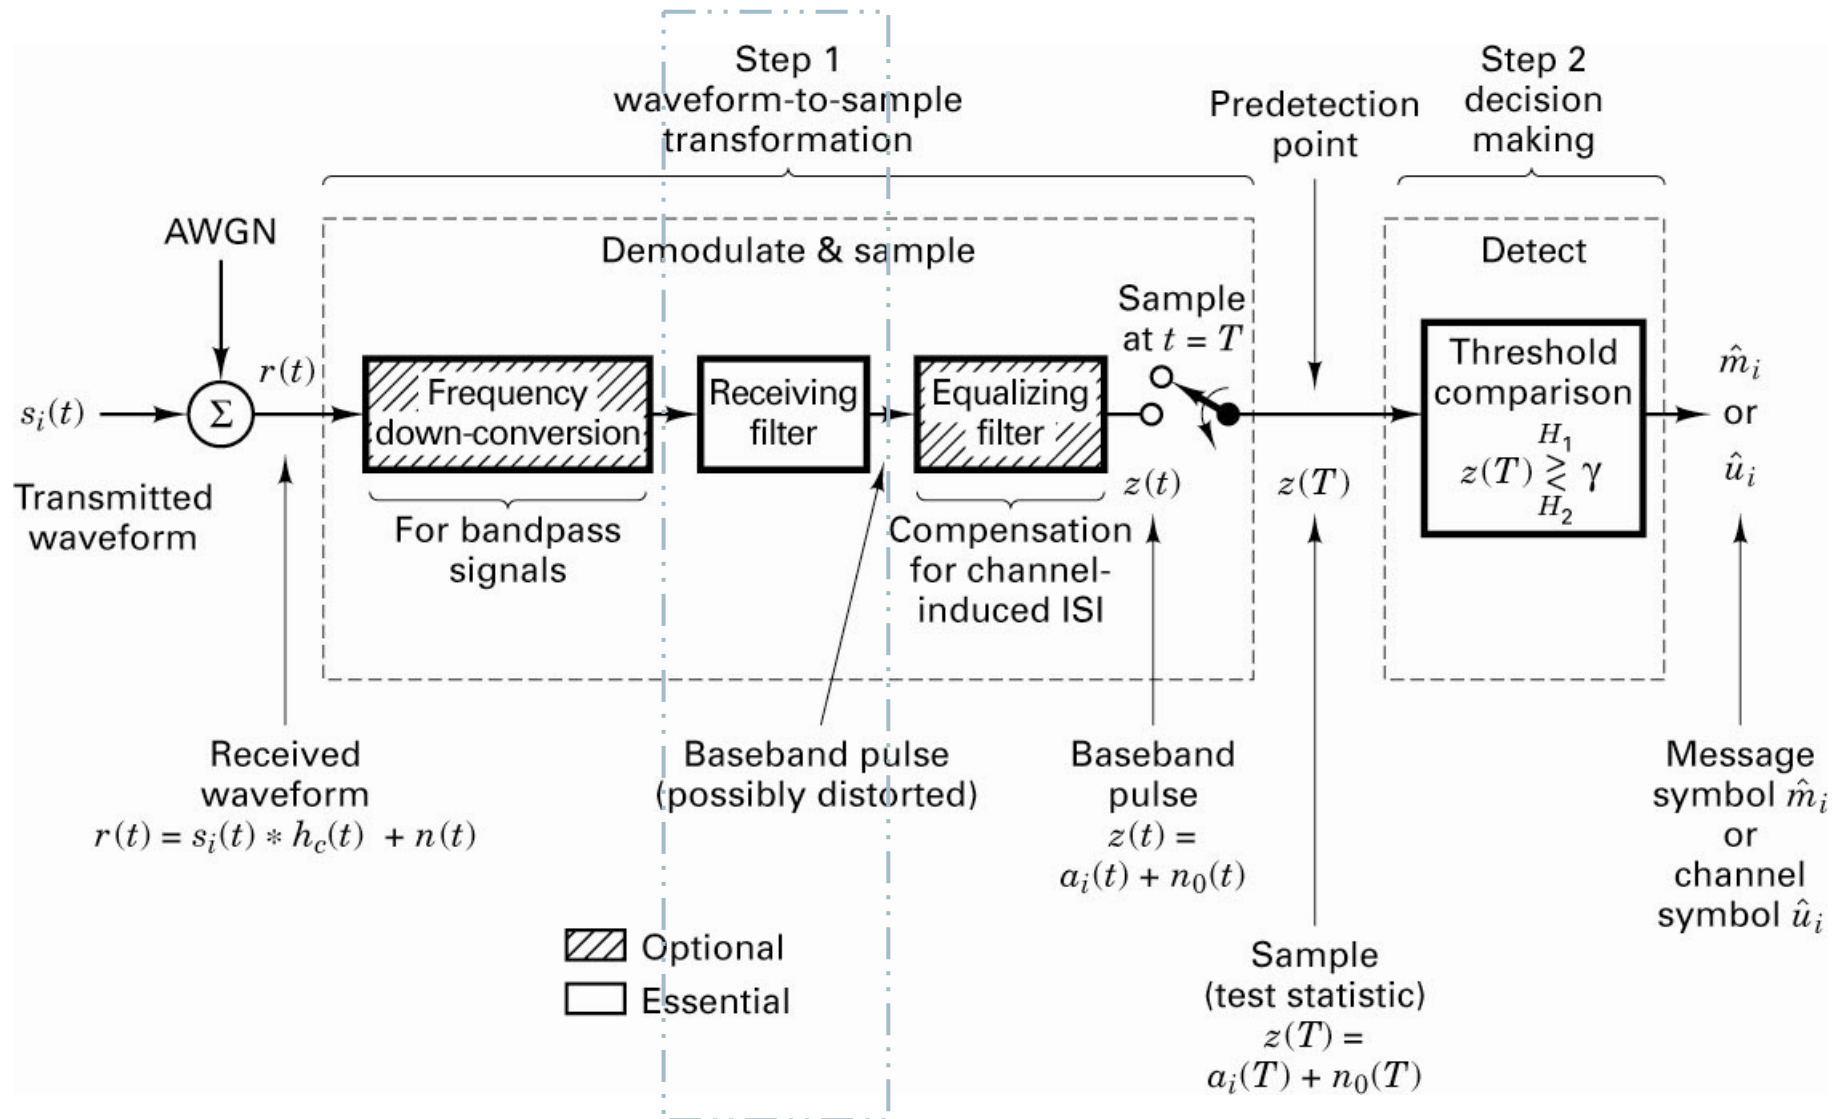 Step 1
waveform-to-sample
transformation
Predetection
point
Step 2
decision
making
AWGN
Demodulate & sample
Detect
Sample
at t = T
s_i(t)
Σ
r(t)
Frequency
down-conversion
Receiving
filter
Equalizing
filter
z(t)
z(T)
Threshold
comparison
H_1
z(T) ≷ γ
H_2
m̂_i
or
û_i
Transmitted
waveform
For bandpass
signals
Compensation
for channel-
induced ISI
Received
waveform
r(t) = s_i(t) * h_c(t) + n(t)
Baseband pulse
(possibly distorted)
Baseband
pulse
z(t) =
a_i(t) + n_0(t)
Message
symbol m̂_i
or
channel
symbol û_i
Optional
Essential
Sample
(test statistic)
z(T) =
a_i(T) + n_0(T)